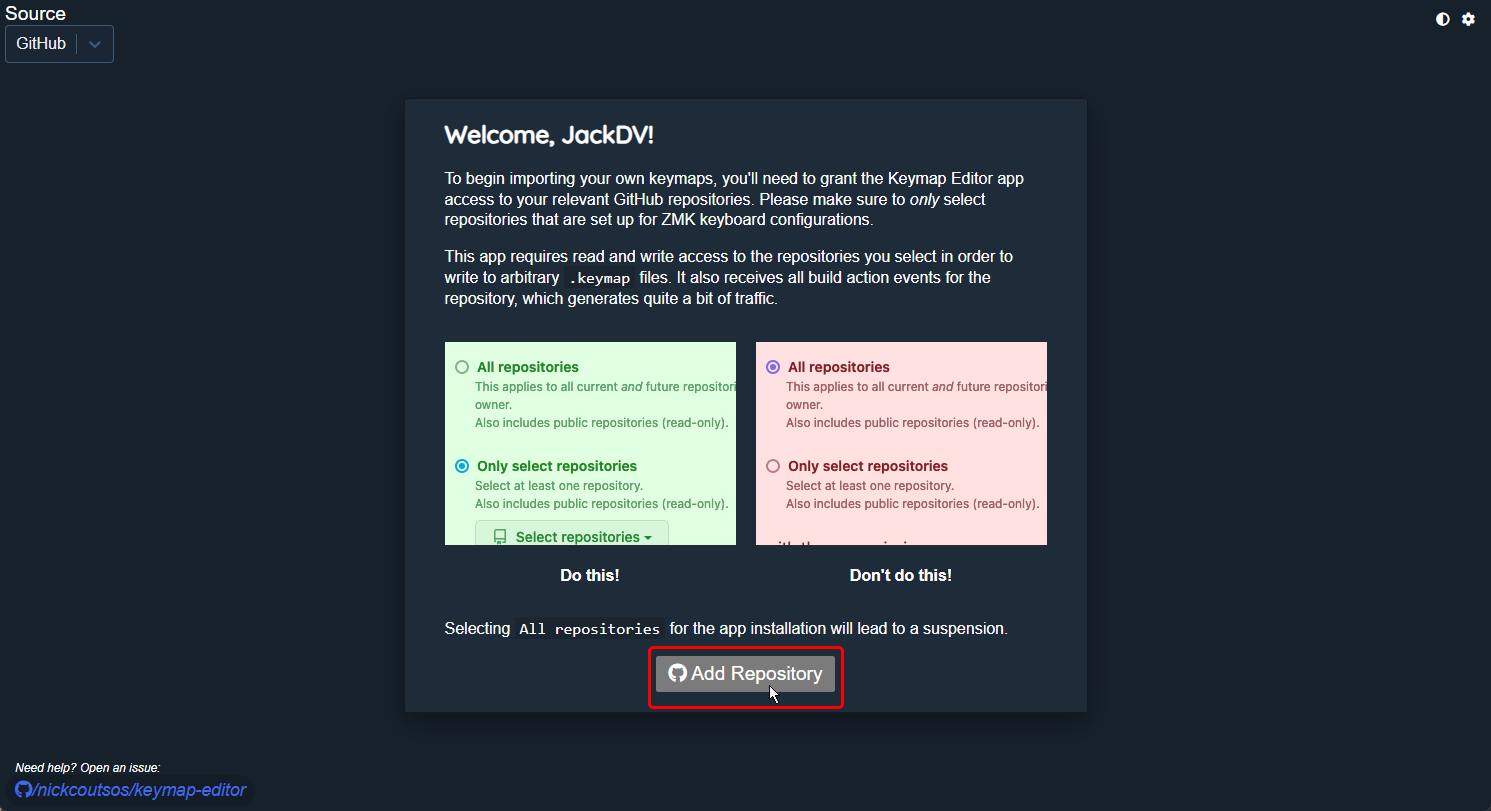 Source
GitHub
Welcome, JackDV!
To begin importing your own keymaps, you'll need to grant the Keymap Editor app
access to your relevant GitHub repositories. Please make sure to only select
repositories that are set up for ZMK keyboard configurations.
This app requires read and write access to the repositories you select in order to
write to arbitrary .keymap files. It also receives all build action events for the
repository, which generates quite a bit of traffic.
All repositories
This applies to all current and future repositori
owner.
Also includes public repositories (read-only).
Only select repositories
Select at least one repository.
Also includes public repositories (read-only).
Select repositories
Do this!
All repositories
This applies to all current and future repositori
owner.
Also includes public repositories (read-only).
Only select repositories
Select at least one repository.
Also includes public repositories (read-only).
Don't do this!
Selecting All repositories for the app installation will lead to a suspension.
Add Repository
Need help? Open an issue:
/nickcoutsos/keymap-editor